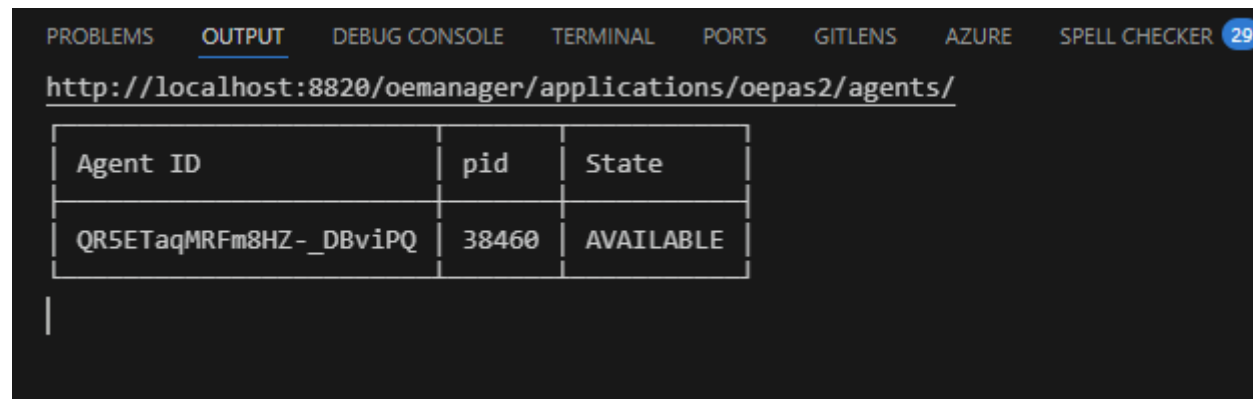 PROBLEMS OUTPUT DEBUG CONSOLE TERMINAL PORTS GITLENS AZURE SPELL CHECKER 29
http://localhost:8820/oemanager/applications/oepas2/agents/
Agent ID pid State
QR5ETaqMRFm8HZ-_DBviPQ 38460 AVAILABLE